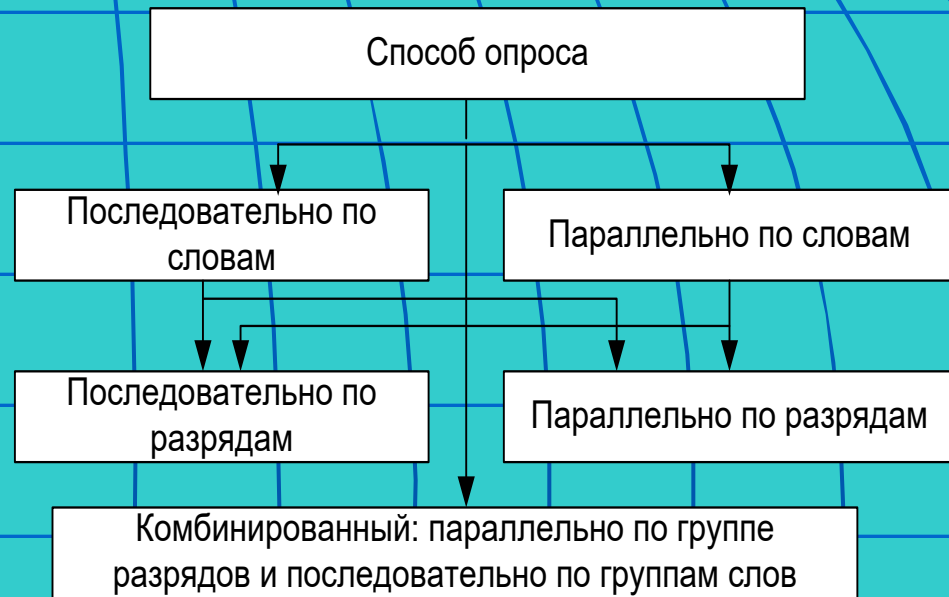 Способ опроса
Последовательно по
словам
Параллельно по словам
Последовательно по
разрядам
Параллельно по разрядам
Комбинированный: параллельно по группе
разрядов и последовательно по группам слов